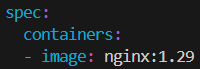 spec:
  containers:
  - image: nginx:1.29